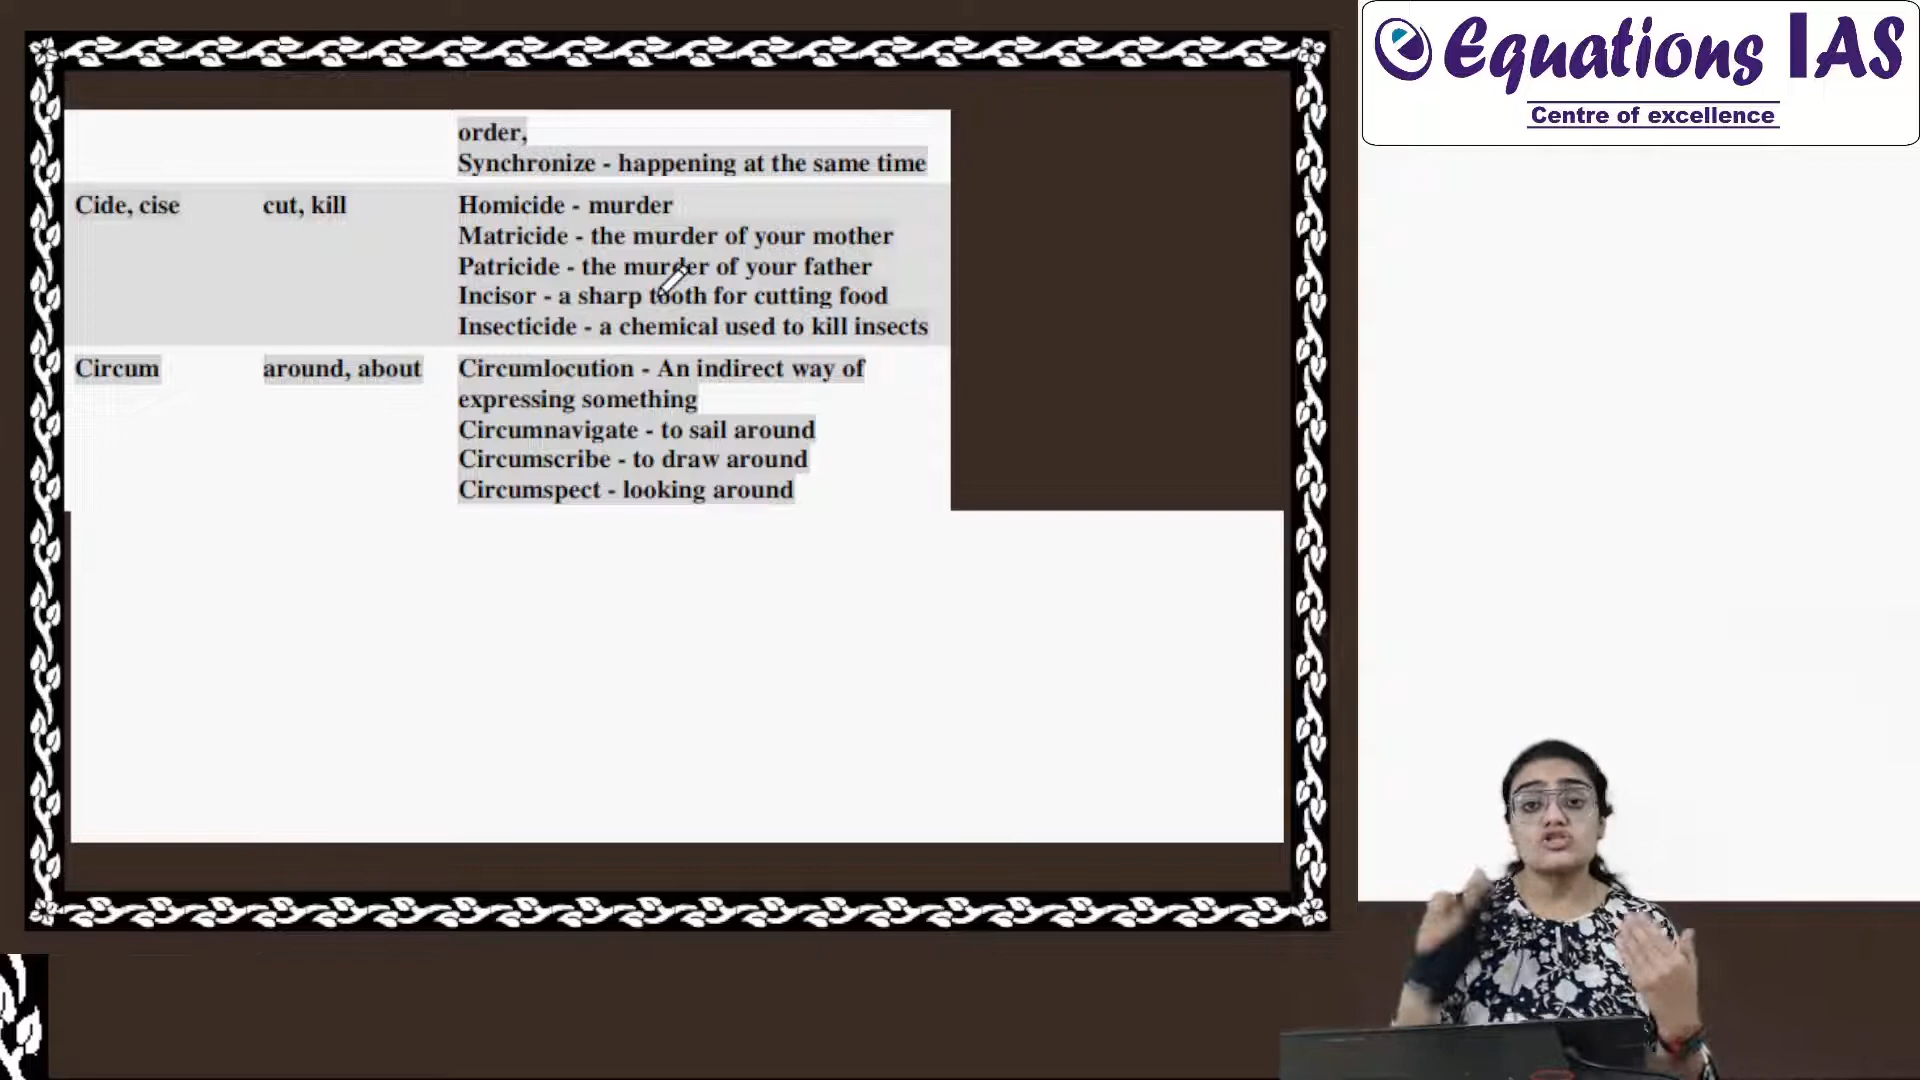 order,
Synchronize - happening at the same time
Cide, cise cut, kill Homicide - murder
Matricide - the murder of your mother
Patricide - the murder of your father
Incisor - a sharp tooth for cutting food
Insecticide - a chemical used to kill insects
Circum around, about Circumlocution - An indirect way of
expressing something
Circumnavigate - to sail around
Circumscribe - to draw around
Circumspect - looking around
Equations IAS
Centre of excellence